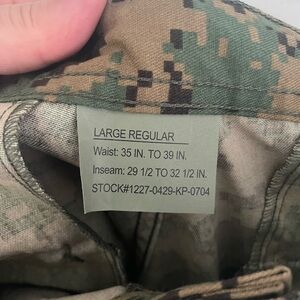 LARGE REGULAR
Waist: 35 IN. TO 39 IN.
Inseam: 29 1/2 TO 32 1/2 IN.
STOCK#1227-0429-KP-0704